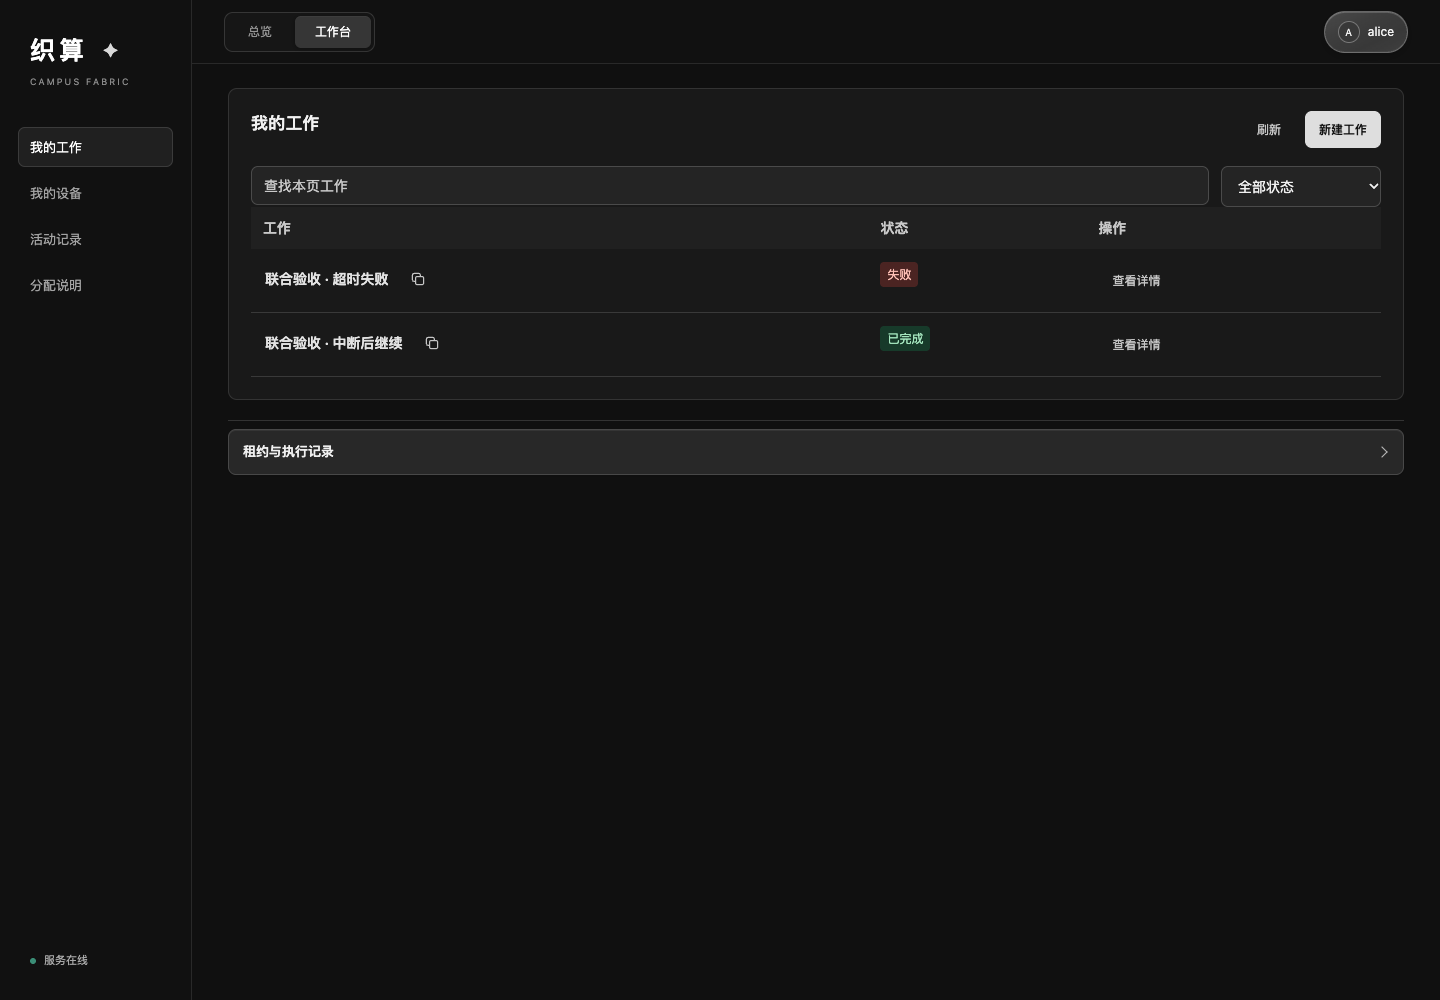 织算
CAMPUS FABRIC
我的工作
我的设备
活动记录
分配说明
服务在线
总览 工作台
A alice
我的工作
刷新 新建工作
查找本页工作 全部状态
工作 状态 操作
联合验收 · 超时失败 失败 查看详情
联合验收 · 中断后继续 已完成 查看详情
租约与执行记录